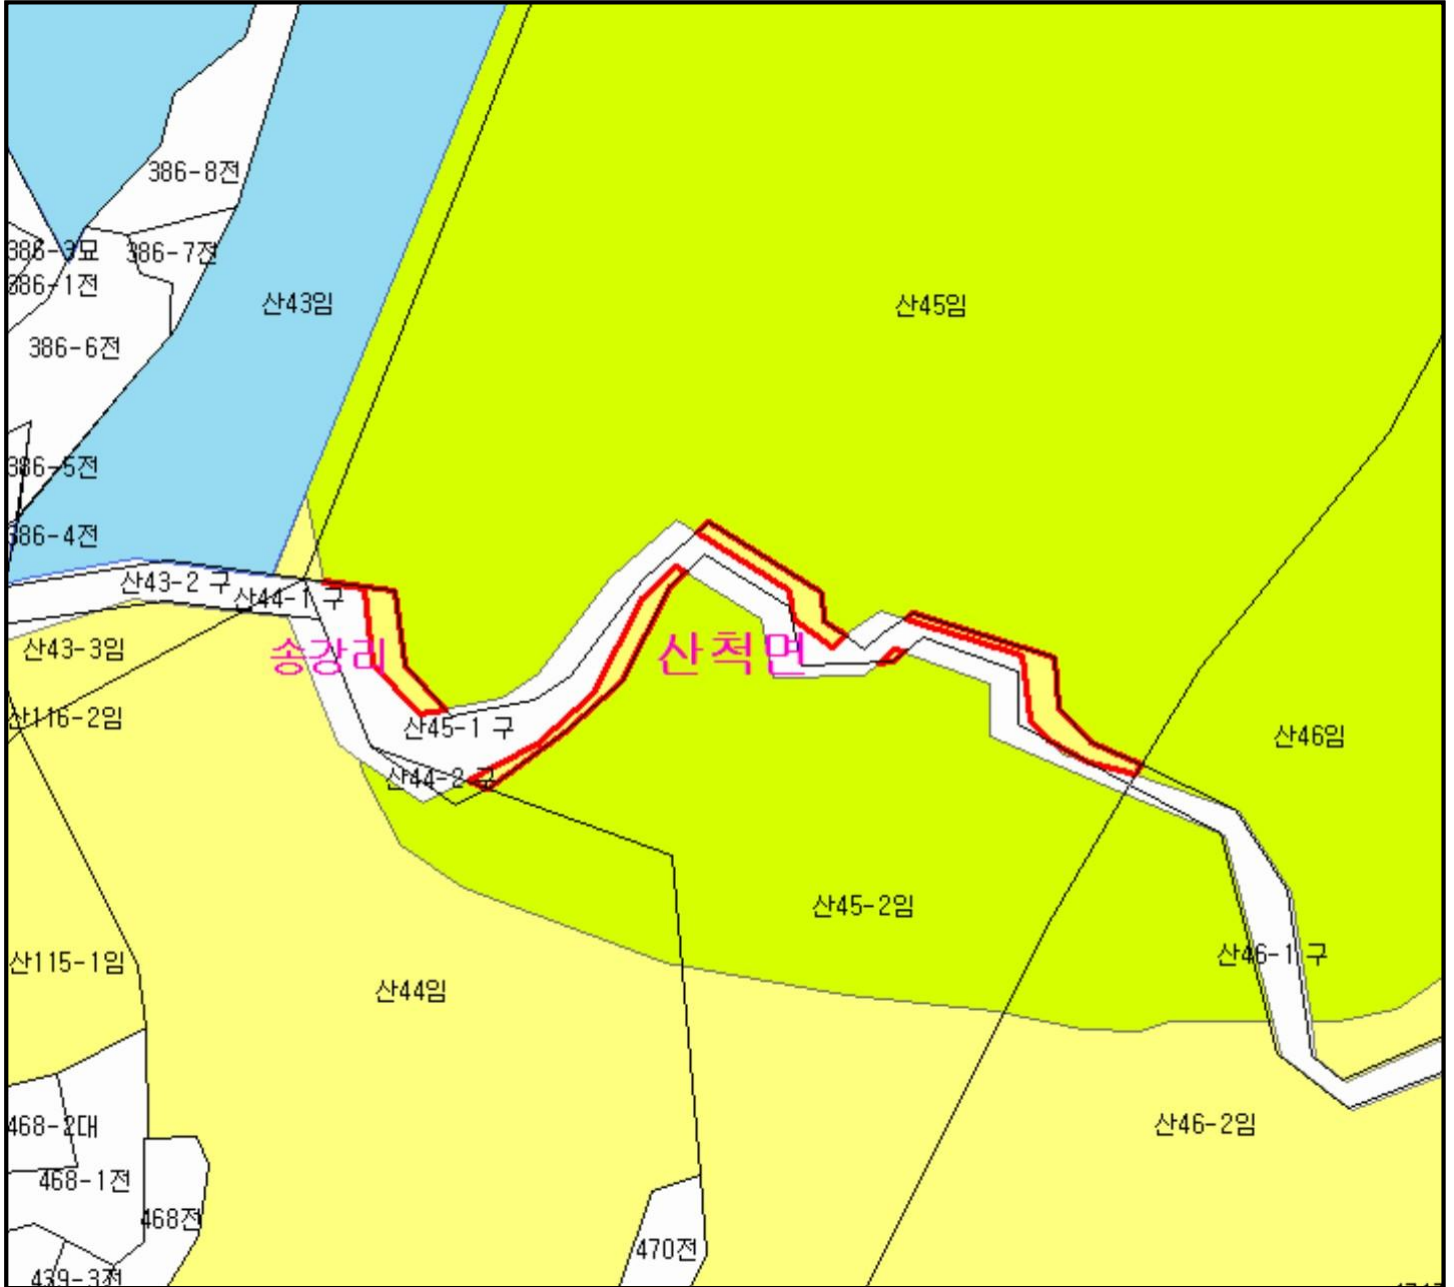 386-8전
386-3묘
386-7전
386-1전
산43임
산45임
386-6전
386-5전
386-4전
산43-2 구
산44-1 구
산43-3임
송강리
산척면
산116-2임
산45-1 구
산46임
산44-2 구
산45-2임
산46-1 구
산115-1임
산44임
468-2대
산46-2임
468-1전
468전
470전
439-3전